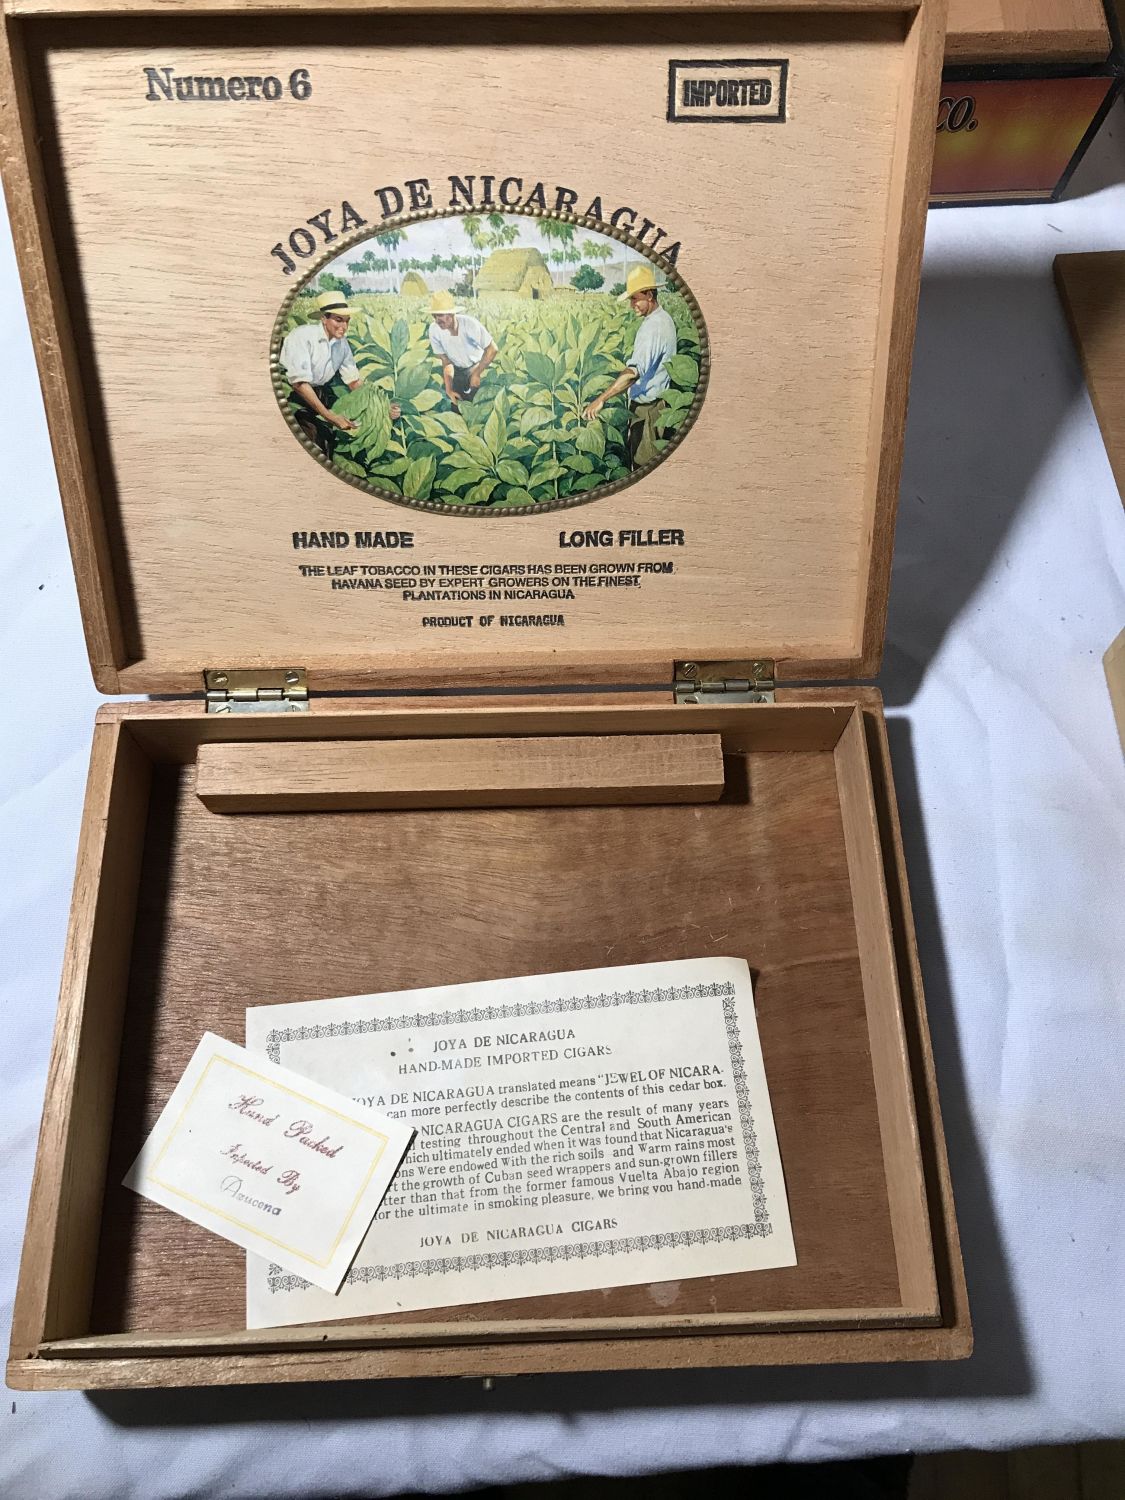 Numero 6
IMPORTED
CO.
JOYA DE NICARAGUA
HAND MADE
LONG FILLER
THE LEAF TOBACCO IN THESE CIGARS HAS BEEN GROWN FROM
HAVANA SEED BY EXPERT GROWERS ON THE FINEST
PLANTATIONS IN NICARAGUA
PRODUCT OF NICARAGUA
JOYA DE NICARAGUA
HAND-MADE IMPORTED CIGARS
JOYA DE NICARAGUA translated means "JEWEL OF NICARA-
can more perfectly describe the contents of this cedar box.
NICARAGUA CIGARS are the result of many years
testing throughout the Central and South American
which ultimately ended when it was found that Nicaragua's
Were endowed With the rich soils and Warm rains most
the growth of Cuban seed wrappers and sun-grown fillers
than that from the former famous Vuelta Abajo region
for the ultimate in smoking pleasure, we bring you hand-made
JOYA DE NICARAGUA CIGARS
Hand Packed
Inspected By
Azucena